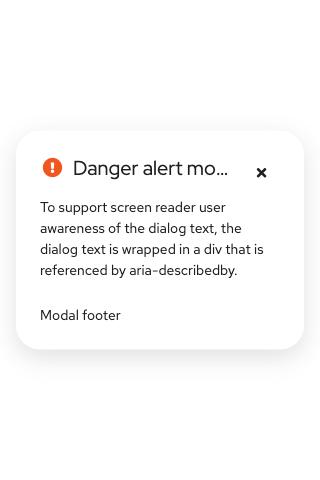 Danger alert mo...
To support screen reader user
awareness of the dialog text, the
dialog text is wrapped in a div that is
referenced by aria-describedby.
Modal footer